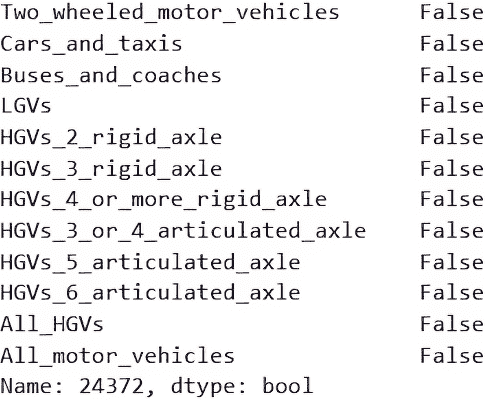 Two_wheeled_motor_vehicles False
Cars_and_taxis False
Buses_and_coaches False
LGVs False
HGVs_2_rigid_axle False
HGVs_3_rigid_axle False
HGVs_4_or_more_rigid_axle False
HGVs_3_or_4_articulated_axle False
HGVs_5_articulated_axle False
HGVs_6_articulated_axle False
All_HGVs False
All_motor_vehicles False
Name: 24372, dtype: bool